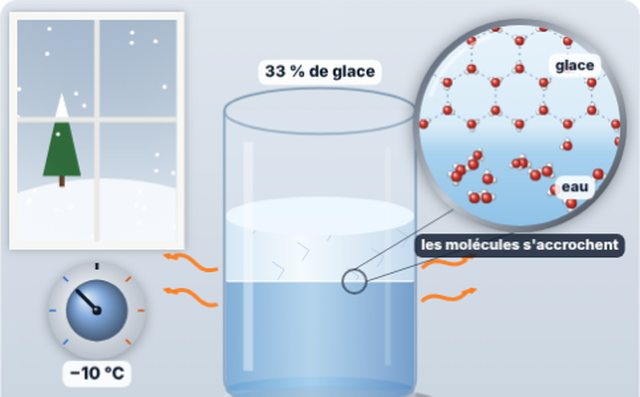 33 % de glace
glace
eau
les molécules s'accrochent
−10 °C